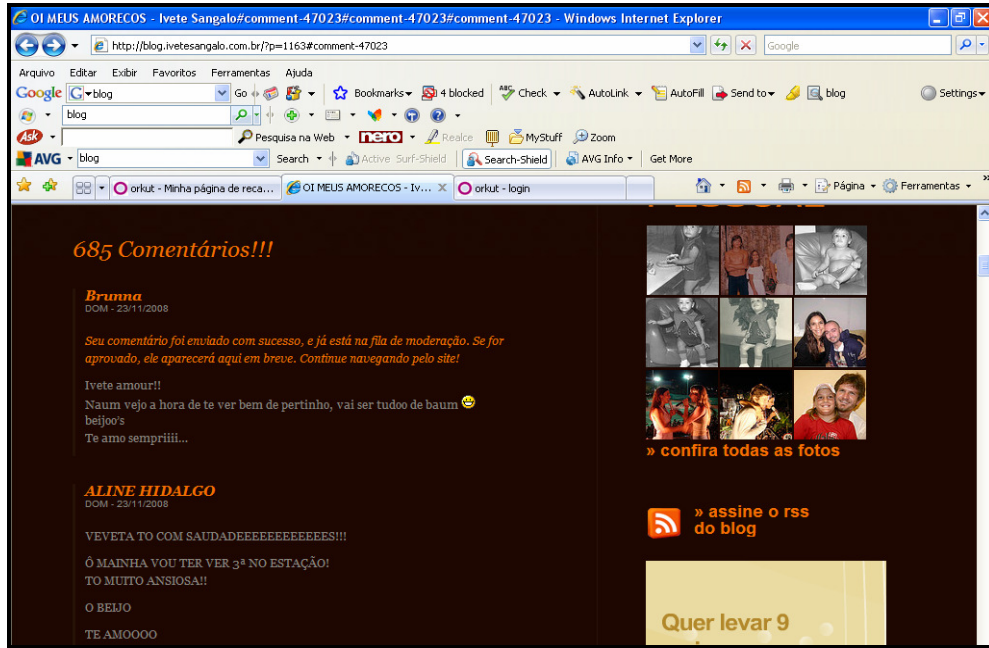 OI MEUS AMORECOS - Ivete Sangalo#comment-47023#comment-47023#comment-47023 - Windows Internet Explorer
http://blog.ivetesangalo.com.br/?p=1163#comment-47023
Google
Arquivo Editar Exibir Favoritos Ferramentas Ajuda
Google G blog Go Bookmarks 4 blocked ABC Check AutoLink AutoFill Send to blog Settings
blog
Ask Pesquisa na Web nero Realce MyStuff Zoom
AVG blog Search Active Surf-Shield Search-Shield AVG Info Get More
orkut - Minha página de reca... OI MEUS AMORECOS - Iv... X orkut - login Página Ferramentas »
PESSOAL
685 Comentários!!!
Brunna
DOM - 23/11/2008
Seu comentário foi enviado com sucesso, e já está na fila de moderação. Se for
aprovado, ele aparecerá aqui em breve. Continue navegando pelo site!
Ivete amour!!
Naum vejo a hora de te ver bem de pertinho, vai ser tudoo de baum
beijoo's
Te amo sempriiii...
ALINE HIDALGO
DOM - 23/11/2008
VEVETA TO COM SAUDADEEEEEEEEEEEES!!!
Ô MAINHA VOU TER VER 3ª NO ESTAÇÃO!
TO MUITO ANSIOSA!!
O BEIJO
TE AMOOOO
» confira todas as fotos
» assine o rss
do blog
Quer levar 9